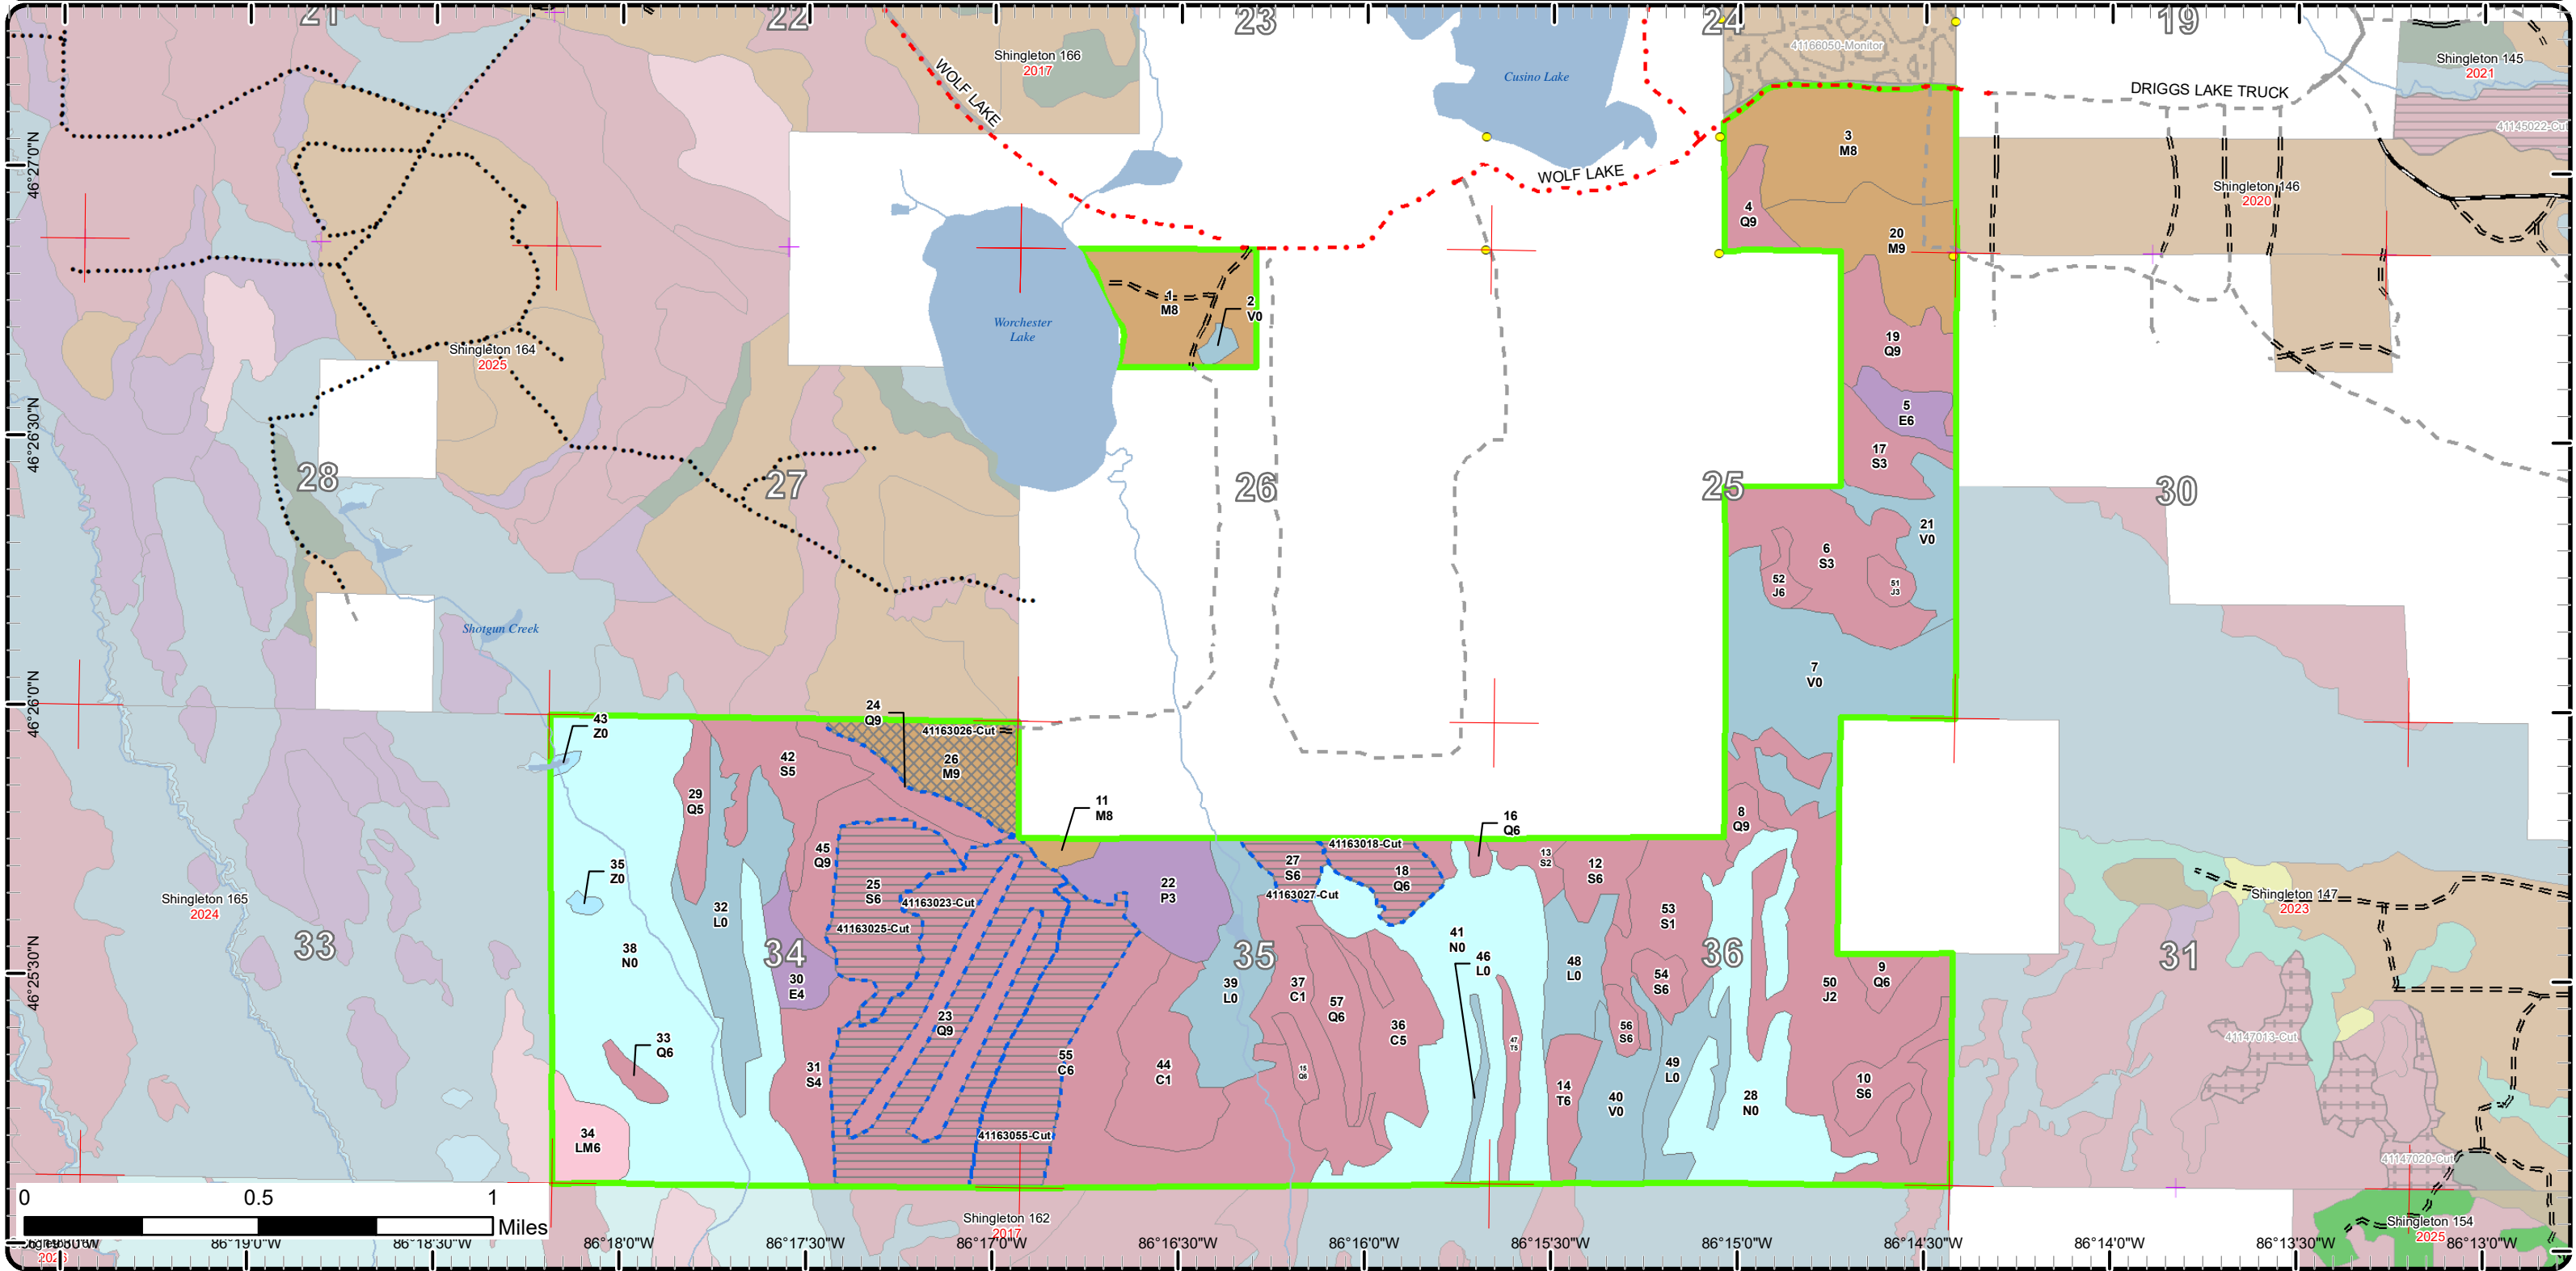 21
22
23
24
19
Shingleton 166
2017
41166050-Monitor
Cusino Lake
Shingleton 145
2021
WOLF LAKE
DRIGGS LAKE TRUCK
3
M8
WOLF LAKE
4
Q9
Shingleton 146
2020
20
M9
46°27'0"N
1
M8
2
V0
Worchester
Lake
19
Q9
Shingleton 164
2025
5
E6
46°26'30"N
17
S3
28
27
26
25
30
21
V0
6
S3
52
J6
51
J3
Shotgun Creek
7
V0
46°26'0"N
24
Q9
43
Z0
41163026-Cut
42
S5
26
M9
29
Q5
11
M8
16
Q6
8
Q9
41163018-Cut
45
Q9
13
S2
12
S6
27
S6
18
Q6
35
Z0
25
S6
22
P3
41163027-Cut
41163023-Cut
Shingleton 165
2024
Shingleton 147
2023
32
L0
53
S1
41163025-Cut
33
38
N0
34
35
36
31
41
N0
46
L0
48
L0
54
S6
50
J2
9
Q6
46°25'30"N
30
E4
39
L0
37
C1
57
Q6
23
Q9
36
C5
47
T5
56
S6
33
Q6
41147013-Cut
31
S4
55
C6
44
C1
15
Q6
49
L0
14
T6
40
V0
28
N0
10
S6
34
LM6
41163055-Cut
41147020-Cut
0
0.5
1
Miles
Shingleton 162
2017
Shingleton 154
2025
86°19'0"W
86°18'30"W
86°18'0"W
86°17'30"W
86°17'0"W
86°16'30"W
86°16'0"W
86°15'30"W
86°15'0"W
86°14'30"W
86°14'0"W
86°13'30"W
86°13'0"W